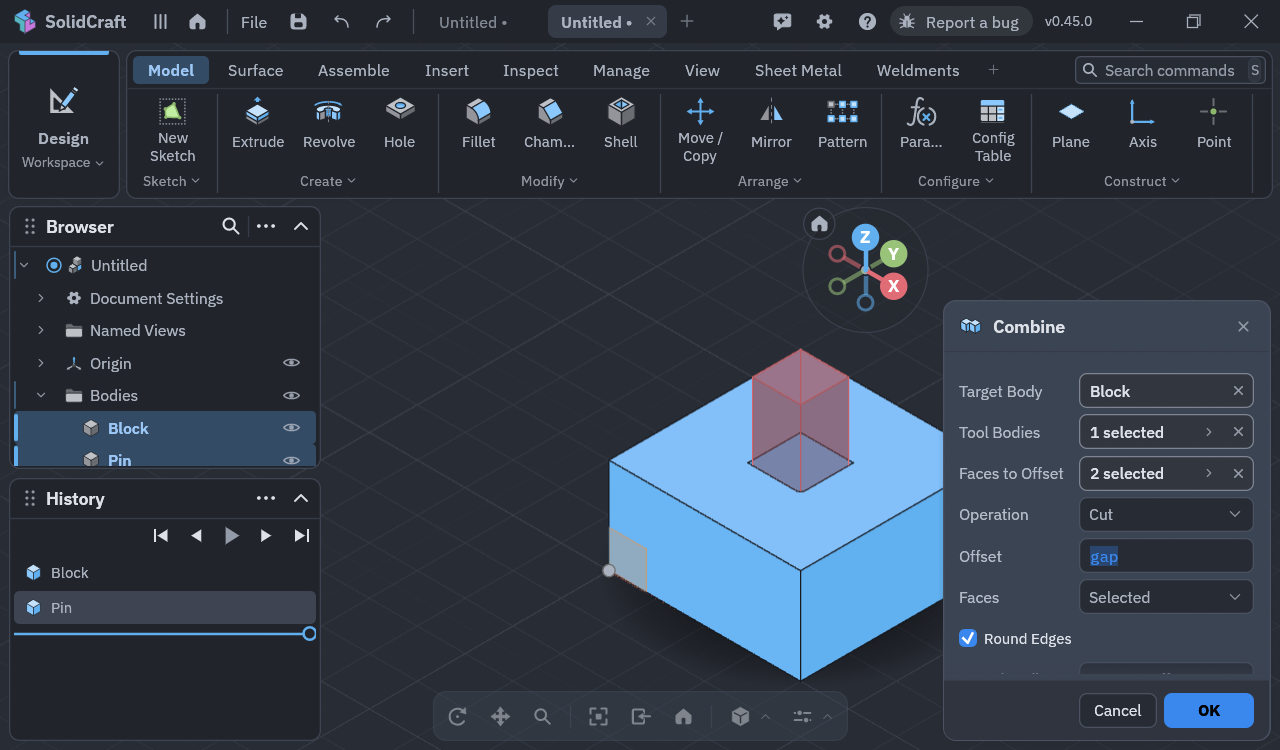 SolidCraft
File
Untitled •
Untitled •
Report a bug
v0.45.0
Design
Workspace
Model
Surface
Assemble
Insert
Inspect
Manage
View
Sheet Metal
Weldments
Search commands
S
New Sketch
Extrude
Revolve
Hole
Fillet
Cham...
Shell
Move / Copy
Mirror
Pattern
Para...
Config Table
Plane
Axis
Point
Sketch
Create
Modify
Arrange
Configure
Construct
Browser
Untitled
Document Settings
Named Views
Origin
Bodies
Block
Pin
History
Block
Pin
Z
Y
X
Combine
Target Body
Block
Tool Bodies
1 selected
Faces to Offset
2 selected
Operation
Cut
Offset
gap
Faces
Selected
Round Edges
Cancel
OK